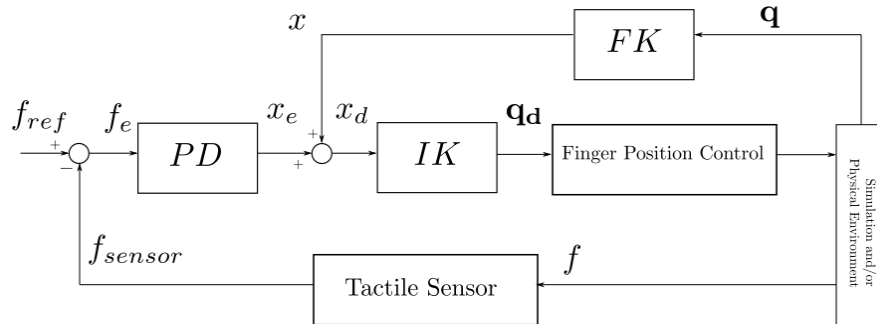 x
FK
q
f_ref
f_e
x_e
x_d
q_d
+
−
PD
+
+
IK
Finger Position Control
Simulation and/or
Physical Environment
f_sensor
Tactile Sensor
f